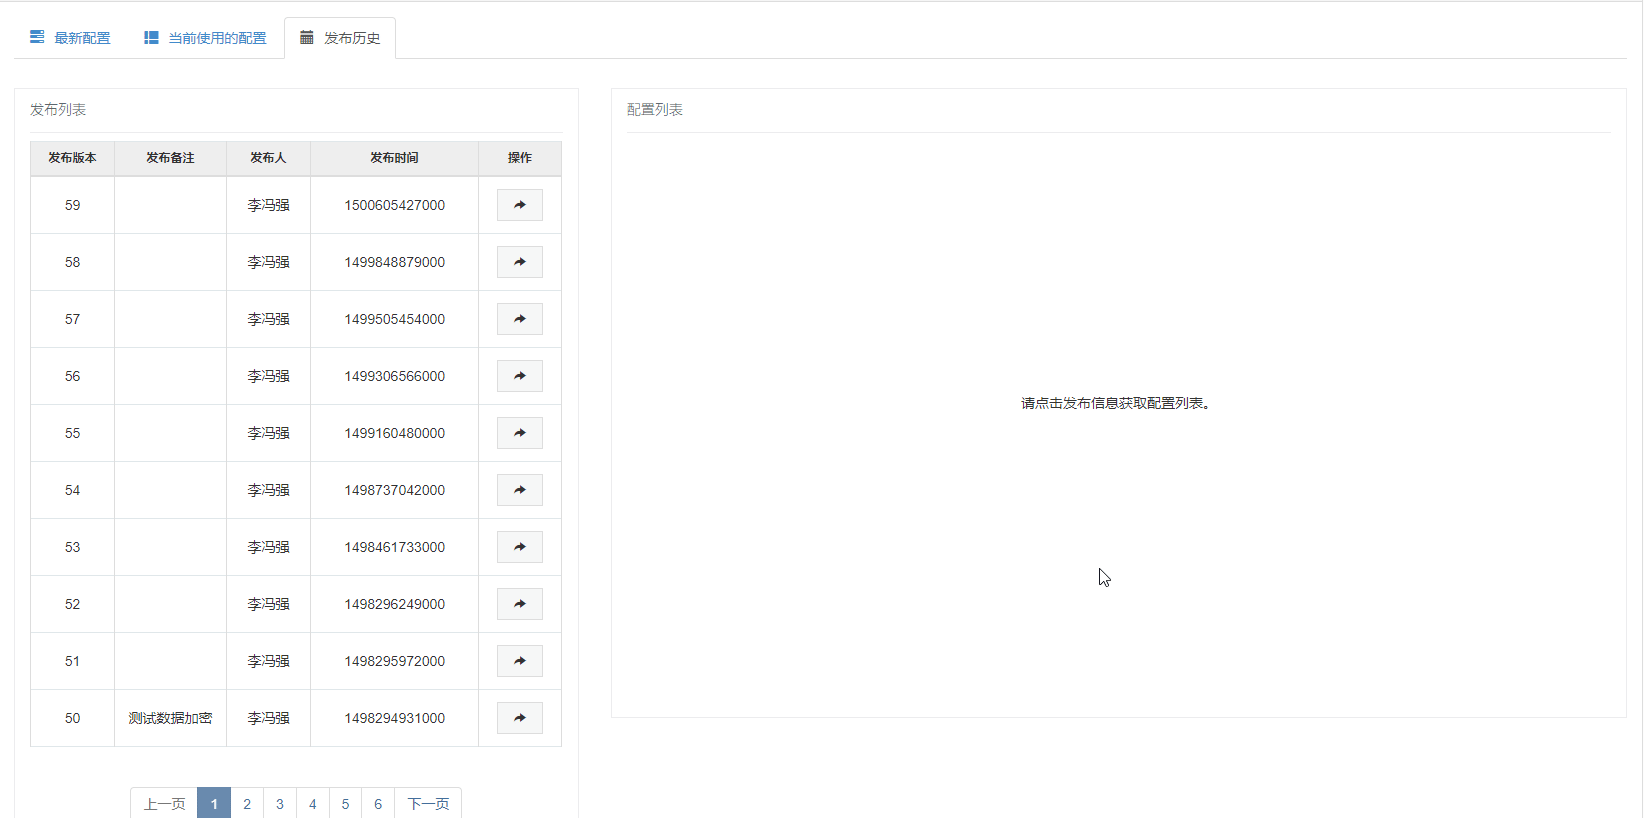 最新配置 当前使用的配置 发布历史
发布列表
发布版本 发布备注 发布人 发布时间 操作
59 李冯强 1500605427000
58 李冯强 1499848879000
57 李冯强 1499505454000
56 李冯强 1499306566000
55 李冯强 1499160480000
54 李冯强 1498737042000
53 李冯强 1498461733000
52 李冯强 1498296249000
51 李冯强 1498295972000
50 测试数据加密 李冯强 1498294931000
上一页 1 2 3 4 5 6 下一页
配置列表
请点击发布信息获取配置列表。